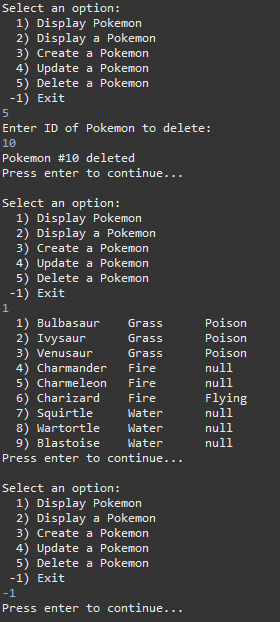 Select an option:
  1) Display Pokemon
  2) Display a Pokemon
  3) Create a Pokemon
  4) Update a Pokemon
  5) Delete a Pokemon
 -1) Exit
5
Enter ID of Pokemon to delete:
10
Pokemon #10 deleted
Press enter to continue...

Select an option:
  1) Display Pokemon
  2) Display a Pokemon
  3) Create a Pokemon
  4) Update a Pokemon
  5) Delete a Pokemon
 -1) Exit
1
  1) Bulbasaur    Grass      Poison
  2) Ivysaur      Grass      Poison
  3) Venusaur     Grass      Poison
  4) Charmander   Fire       null
  5) Charmeleon   Fire       null
  6) Charizard    Fire       Flying
  7) Squirtle     Water      null
  8) Wartortle    Water      null
  9) Blastoise    Water      null
Press enter to continue...

Select an option:
  1) Display Pokemon
  2) Display a Pokemon
  3) Create a Pokemon
  4) Update a Pokemon
  5) Delete a Pokemon
 -1) Exit
-1
Press enter to continue...